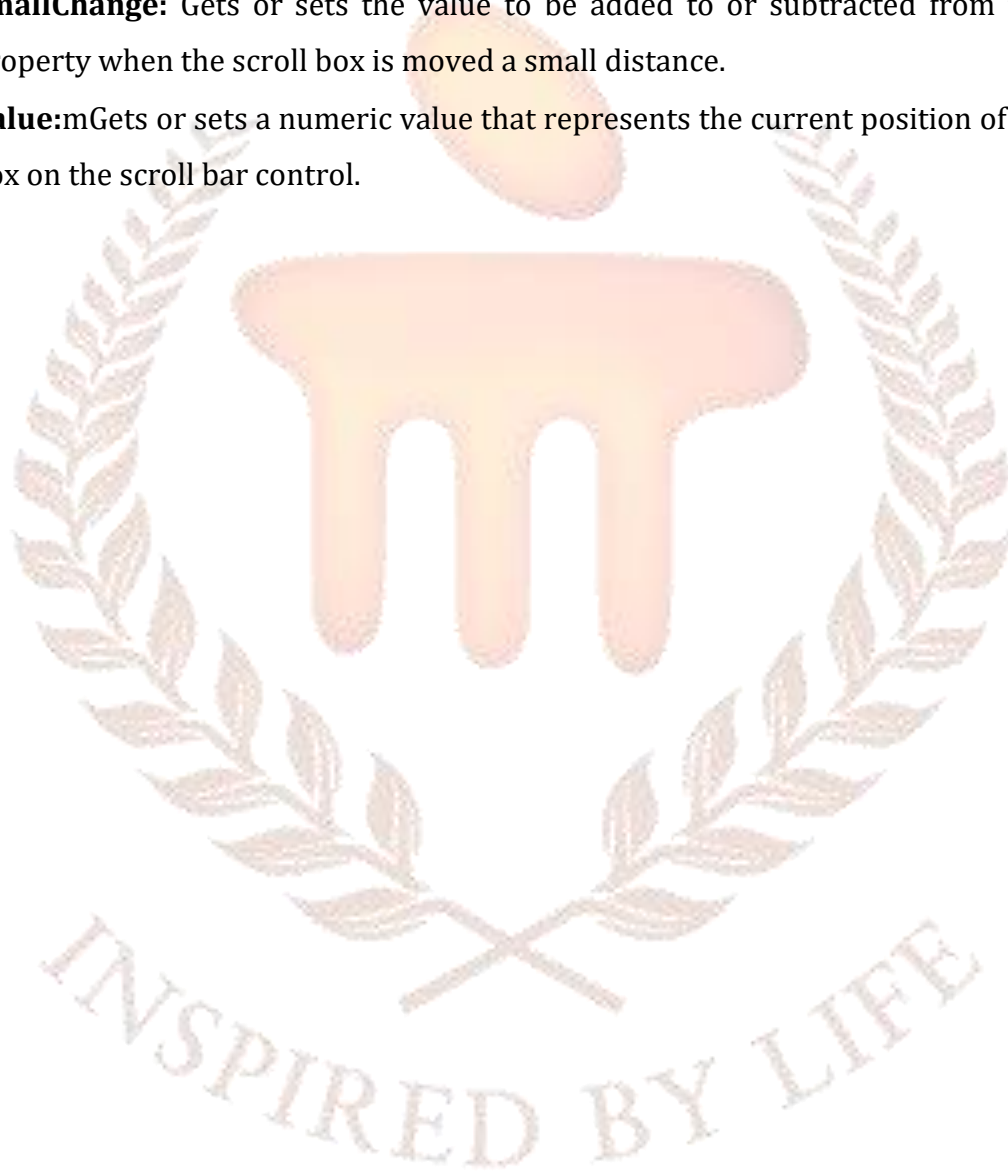 mallChange: Gets or sets the value to be added to or subtracted from
roperty when the scroll box is moved a small distance.
alue:mGets or sets a numeric value that represents the current position of
ox on the scroll bar control.
INSPIRED BY LIFE